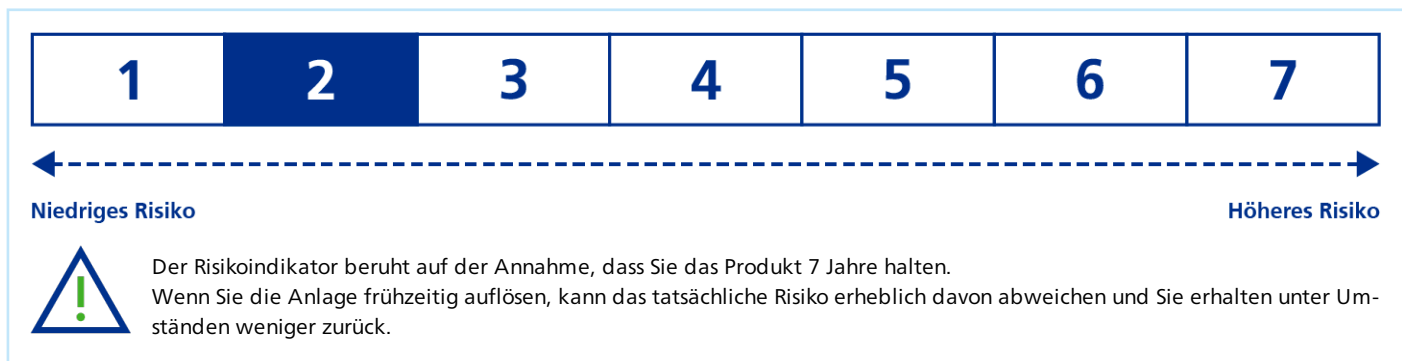 1 2 3 4 5 6 7
Niedriges Risiko Höheres Risiko
Der Risikoindikator beruht auf der Annahme, dass Sie das Produkt 7 Jahre halten.
Wenn Sie die Anlage frühzeitig auflösen, kann das tatsächliche Risiko erheblich davon abweichen und Sie erhalten unter Um-
ständen weniger zurück.